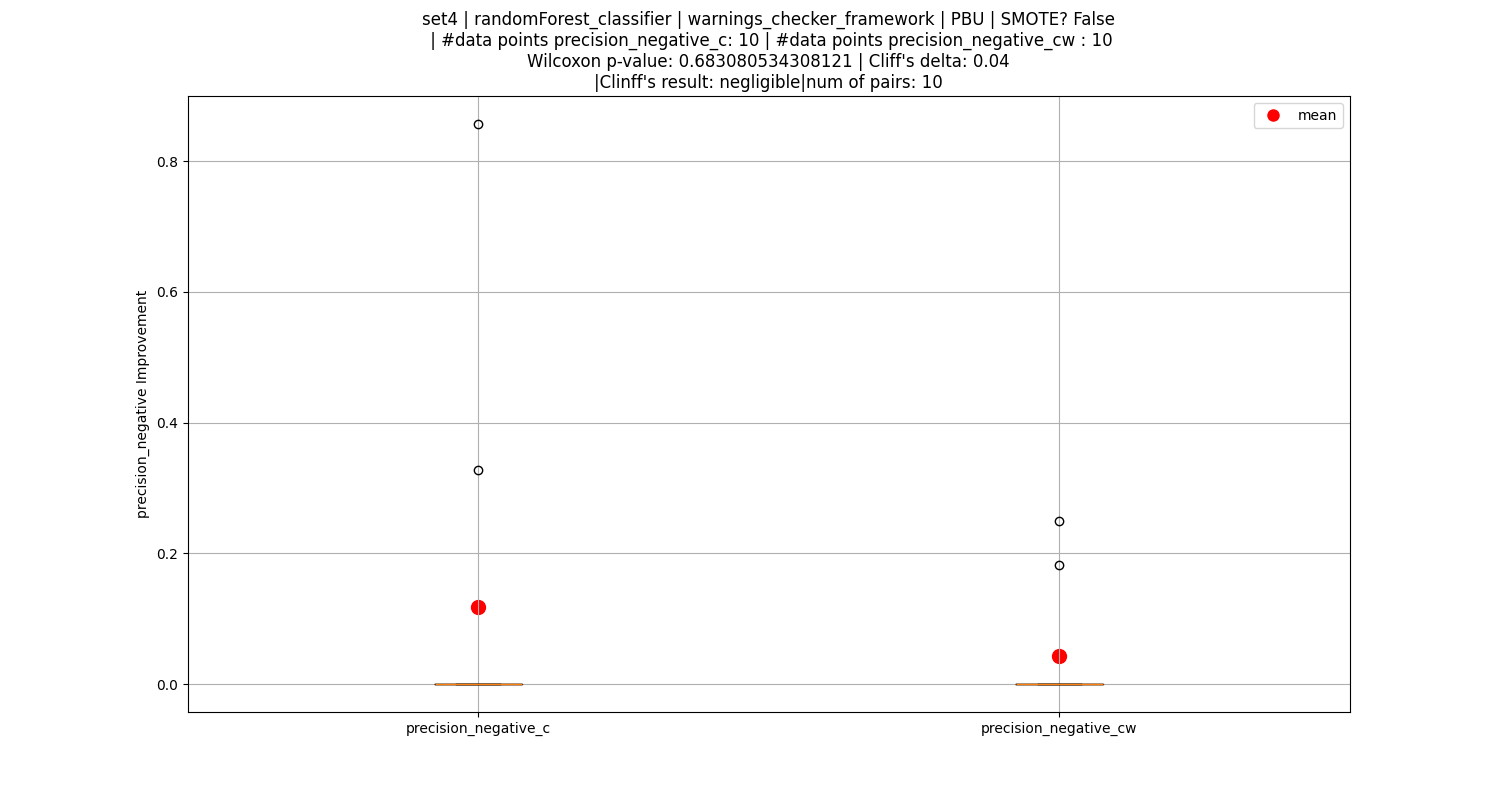 set4 | randomForest_classifier | warnings_checker_framework | PBU | SMOTE? False
| #data points precision_negative_c: 10 | #data points precision_negative_cw : 10
Wilcoxon p-value: 0.683080534308121 | Cliff's delta: 0.04
|Clinff's result: negligible|num of pairs: 10
mean
precision_negative Improvement
0.8
0.6
0.4
0.2
0.0
precision_negative_c
precision_negative_cw